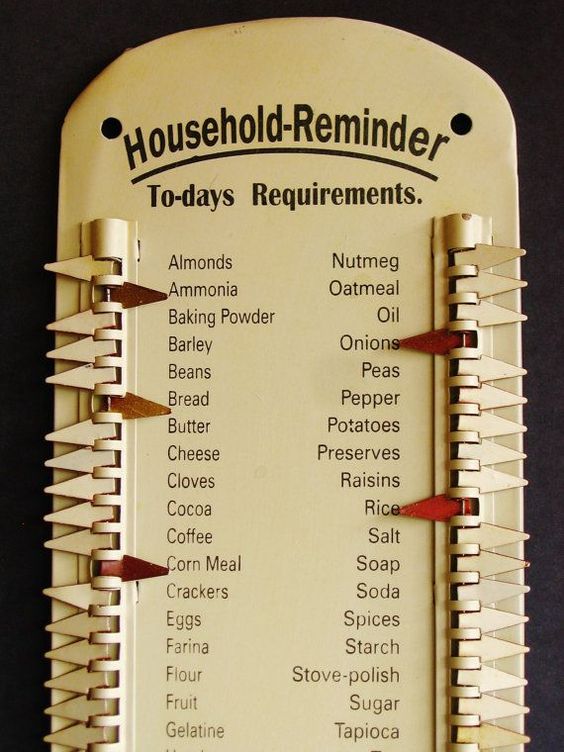 Household-Reminder
To-days Requirements.
Almonds Nutmeg
Ammonia Oatmeal
Baking Powder Oil
Barley Onions
Beans Peas
Bread Pepper
Butter Potatoes
Cheese Preserves
Cloves Raisins
Cocoa Rice
Coffee Salt
Corn Meal Soap
Crackers Soda
Eggs Spices
Farina Starch
Flour Stove-polish
Fruit Sugar
Gelatine Tapioca